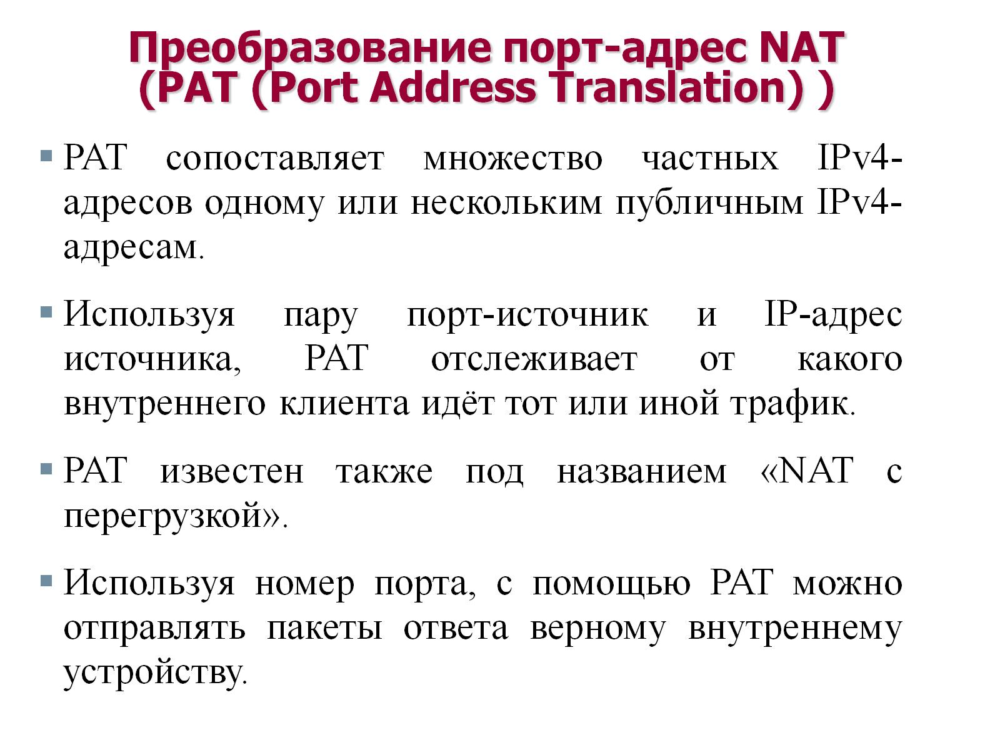 Преобразование порт-адрес NAT
(PAT (Port Address Translation) )
PAT сопоставляет множество частных IPv4-
адресов одному или нескольким публичным IPv4-
адресам.
Используя пару порт-источник и IP-адрес
источника, PAT отслеживает от какого
внутреннего клиента идёт тот или иной трафик.
PAT известен также под названием «NAT с
перегрузкой».
Используя номер порта, с помощью PAT можно
отправлять пакеты ответа верному внутреннему
устройству.